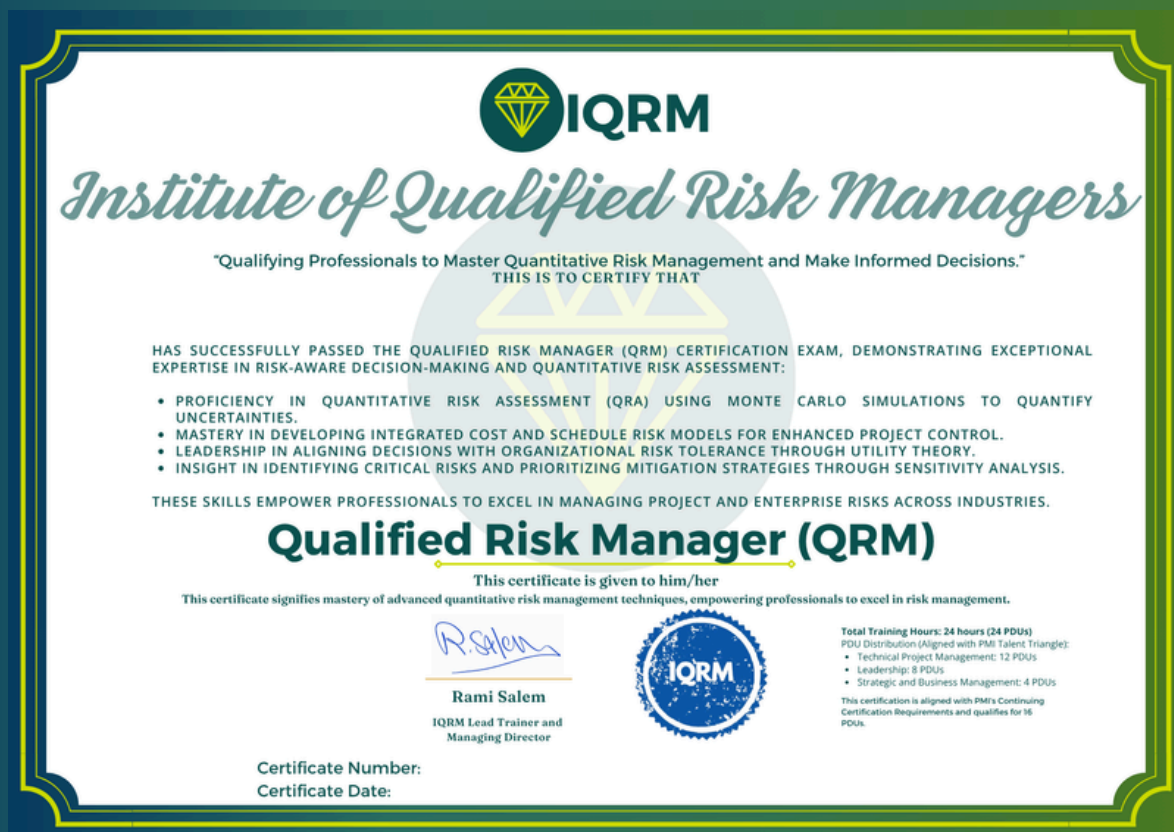 IQRM
Institute of Qualified Risk Managers
"Qualifying Professionals to Master Quantitative Risk Management and Make Informed Decisions."
THIS IS TO CERTIFY THAT
HAS SUCCESSFULLY PASSED THE QUALIFIED RISK MANAGER (QRM) CERTIFICATION EXAM, DEMONSTRATING EXCEPTIONAL
EXPERTISE IN RISK-AWARE DECISION-MAKING AND QUANTITATIVE RISK ASSESSMENT:
• PROFICIENCY IN QUANTITATIVE RISK ASSESSMENT (QRA) USING MONTE CARLO SIMULATIONS TO QUANTIFY
UNCERTAINTIES.
• MASTERY IN DEVELOPING INTEGRATED COST AND SCHEDULE RISK MODELS FOR ENHANCED PROJECT CONTROL.
• LEADERSHIP IN ALIGNING DECISIONS WITH ORGANIZATIONAL RISK TOLERANCE THROUGH UTILITY THEORY.
• INSIGHT IN IDENTIFYING CRITICAL RISKS AND PRIORITIZING MITIGATION STRATEGIES THROUGH SENSITIVITY ANALYSIS.
THESE SKILLS EMPOWER PROFESSIONALS TO EXCEL IN MANAGING PROJECT AND ENTERPRISE RISKS ACROSS INDUSTRIES.
Qualified Risk Manager (QRM)
This certificate is given to him/her
This certificate signifies mastery of advanced quantitative risk management techniques, empowering professionals to excel in risk management.
R.Salem
Rami Salem
IQRM Lead Trainer and
Managing Director
IQRM
Total Training Hours: 24 hours (24 PDUs)
PDU Distribution (Aligned with PMI Talent Triangle):
• Technical Project Management: 12 PDUs
• Leadership: 8 PDUs
• Strategic and Business Management: 4 PDUs
This certification is aligned with PMI's Continuing
Certification Requirements and qualifies for 16
PDUs.
Certificate Number:
Certificate Date: